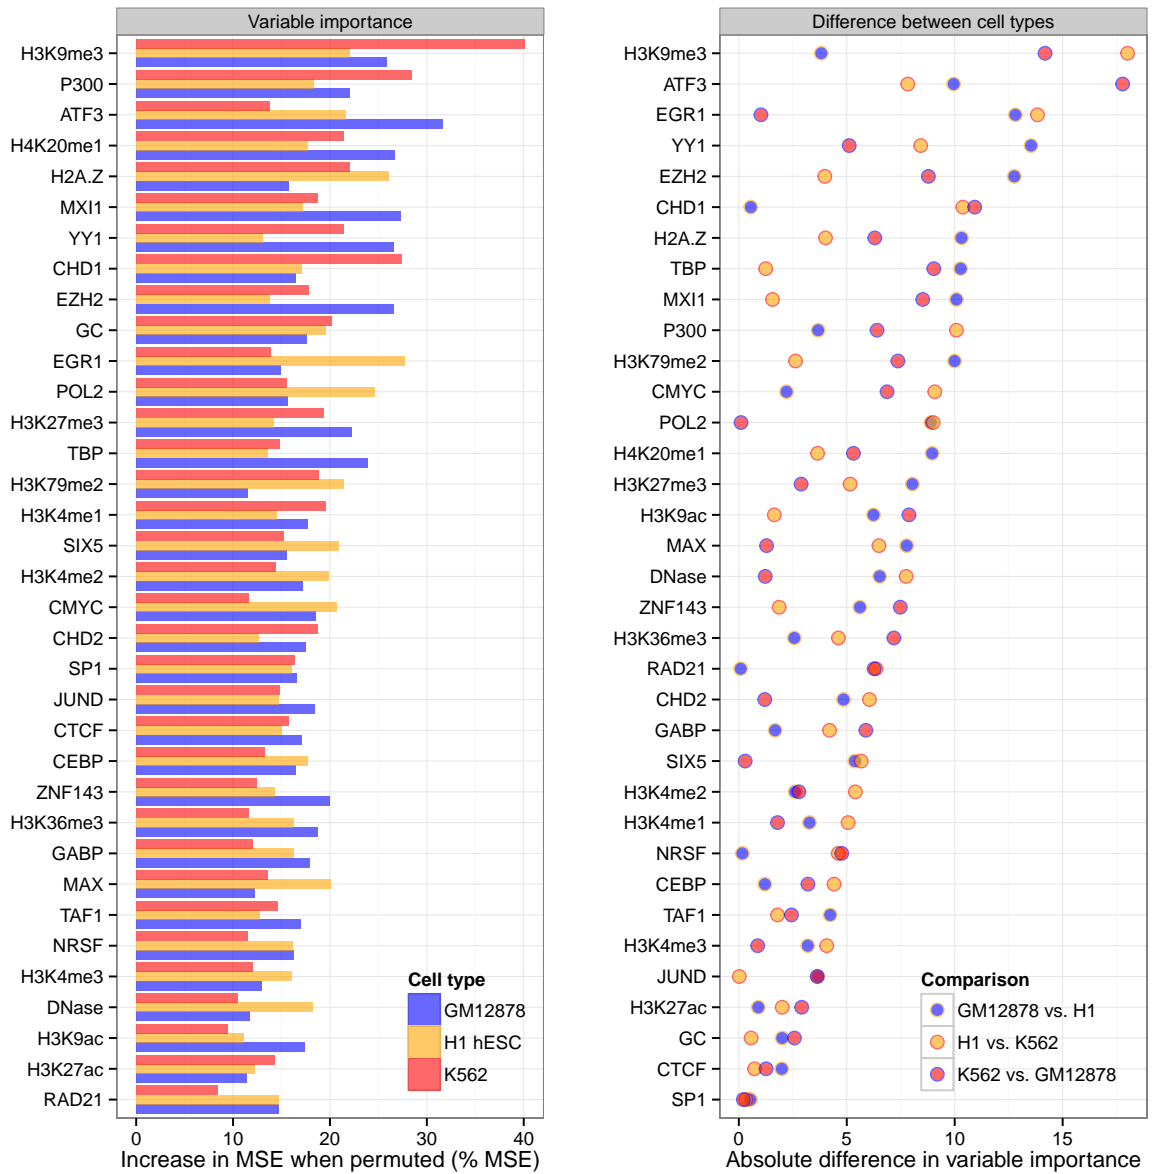 Variable importance
H3K9me3
P300
ATF3
H4K20me1
H2A.Z
MXI1
YY1
CHD1
EZH2
GC
EGR1
POL2
H3K27me3
TBP
H3K79me2
H3K4me1
SIX5
H3K4me2
CMYC
CHD2
SP1
JUND
CTCF
CEBP
ZNF143
H3K36me3
GABP
MAX
TAF1
NRSF
H3K4me3
DNase
H3K9ac
H3K27ac
RAD21
Cell type
GM12878
H1 hESC
K562
0 10 20 30 40
Increase in MSE when permuted (% MSE)
Difference between cell types
H3K9me3
ATF3
EGR1
YY1
EZH2
CHD1
H2A.Z
TBP
MXI1
P300
H3K79me2
CMYC
POL2
H4K20me1
H3K27me3
H3K9ac
MAX
DNase
ZNF143
H3K36me3
RAD21
CHD2
GABP
SIX5
H3K4me2
H3K4me1
NRSF
CEBP
TAF1
H3K4me3
JUND
H3K27ac
GC
CTCF
SP1
Comparison
GM12878 vs. H1
H1 vs. K562
K562 vs. GM12878
0 5 10 15
Absolute difference in variable importance